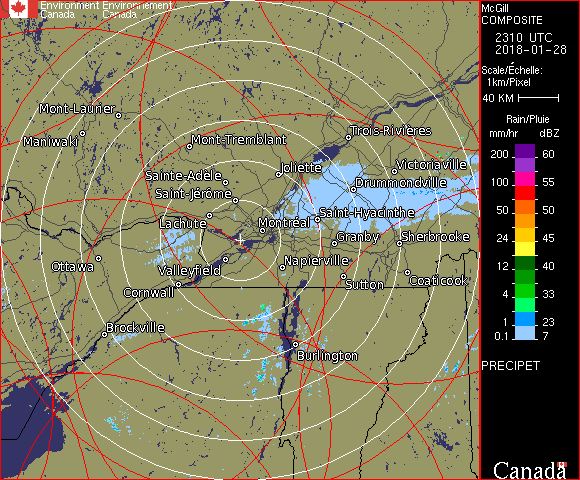 Environment Environnement
Canada Canada
McGill
COMPOSITE
2310 UTC
2018-01-28
Scale/Échelle:
1km/Pixel
40 KM
Rain/Pluie
mm/hr dBZ
200 60
100 55
50 50
24 45
12 40
4 33
1 23
0.1 7
PRECIPET
Canada
Mont-Laurier
Maniwaki
Mont-Tremblant
Trois-Rivières
Sainte-Adèle
Joliette
Victoriaville
Saint-Jérôme
Drummondville
Lachute
Montréal
Saint-Hyacinthe
Granby
Sherbrooke
Ottawa
Valleyfield
Napierville
Cornwall
Sutton
Coaticook
Brockville
Burlington